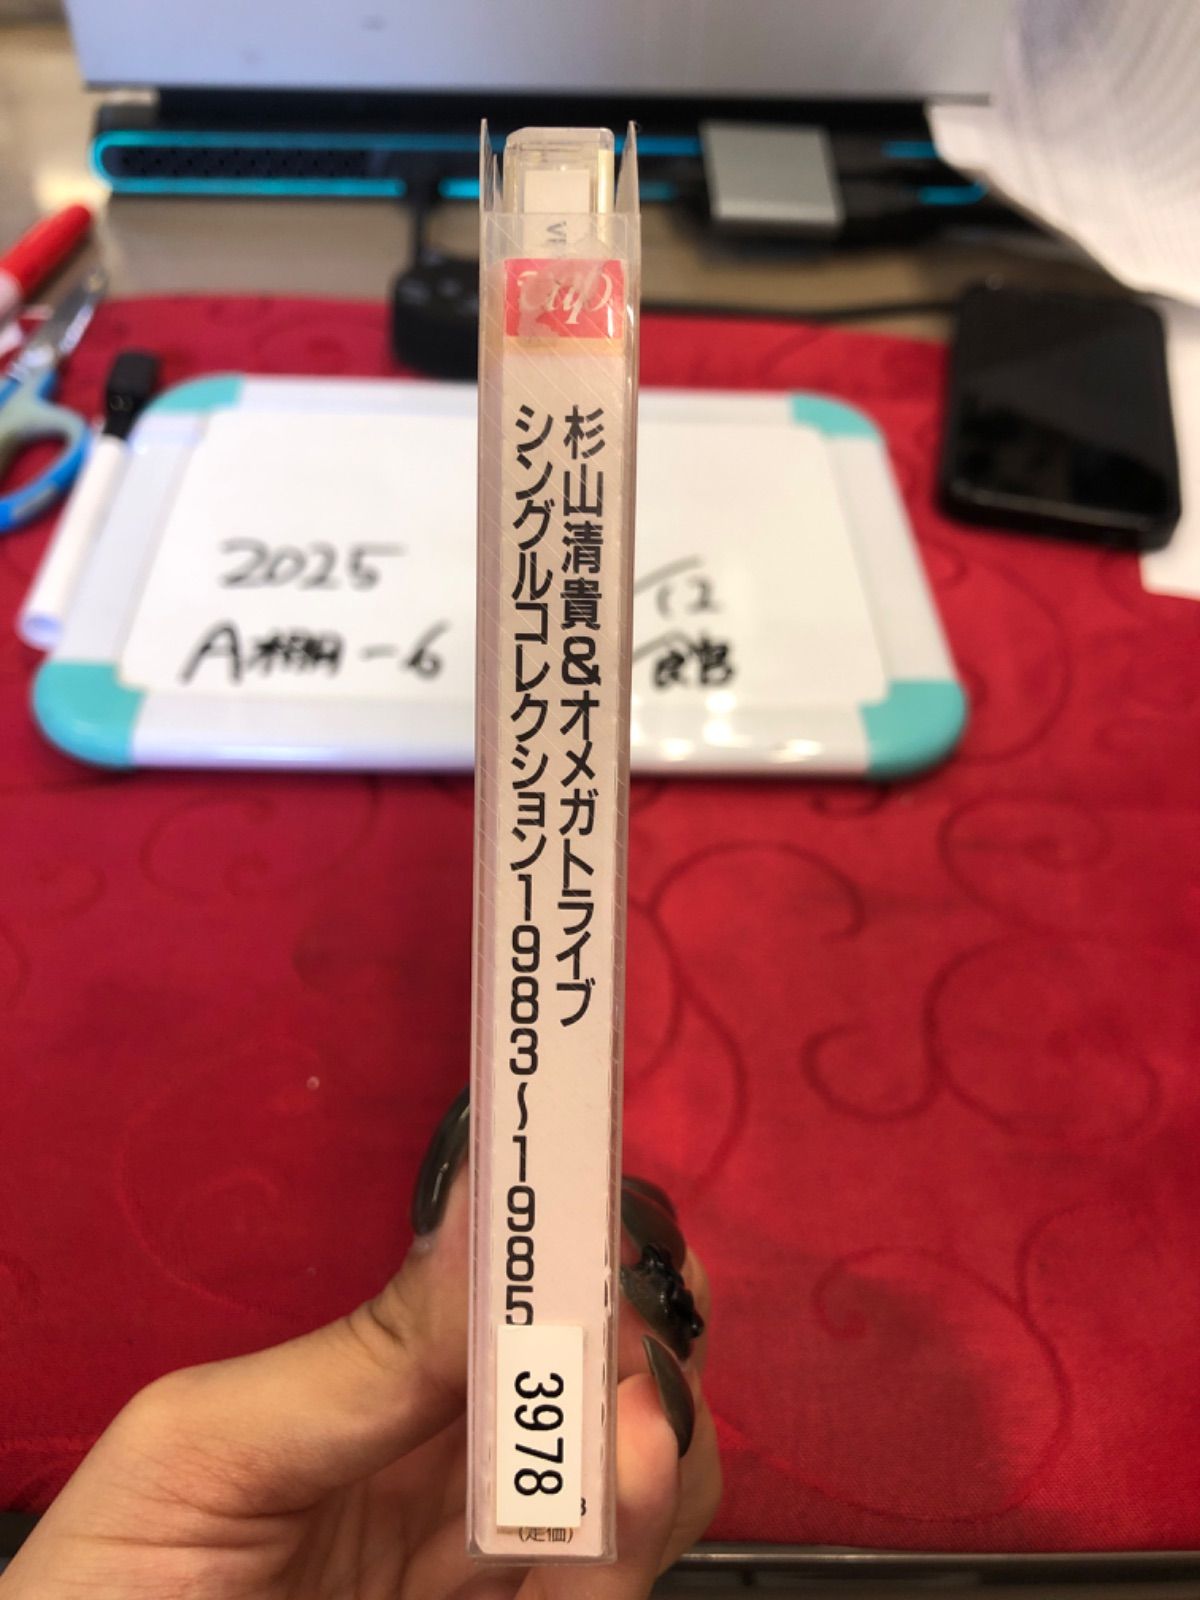 vap
杉山清貴&オメガトライブ
シングルコレクション1983〜1985
3978
(定価)
2025
12
A棚-6